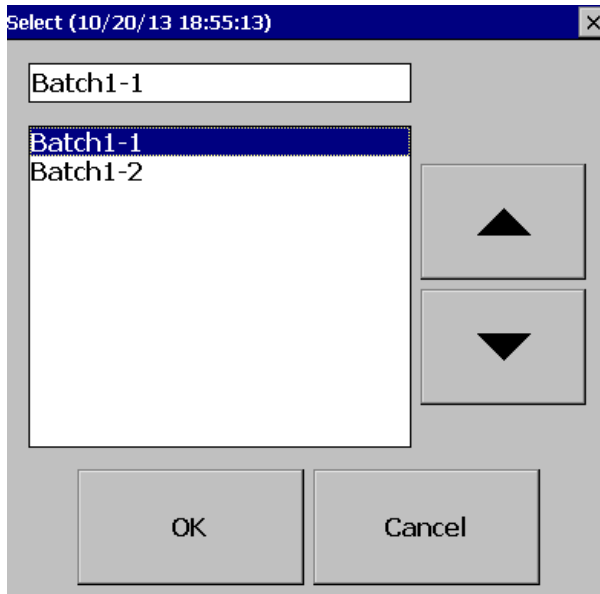 Select (10/20/13 18:55:13)
Batch1-1
Batch1-1
Batch1-2
OK
Cancel